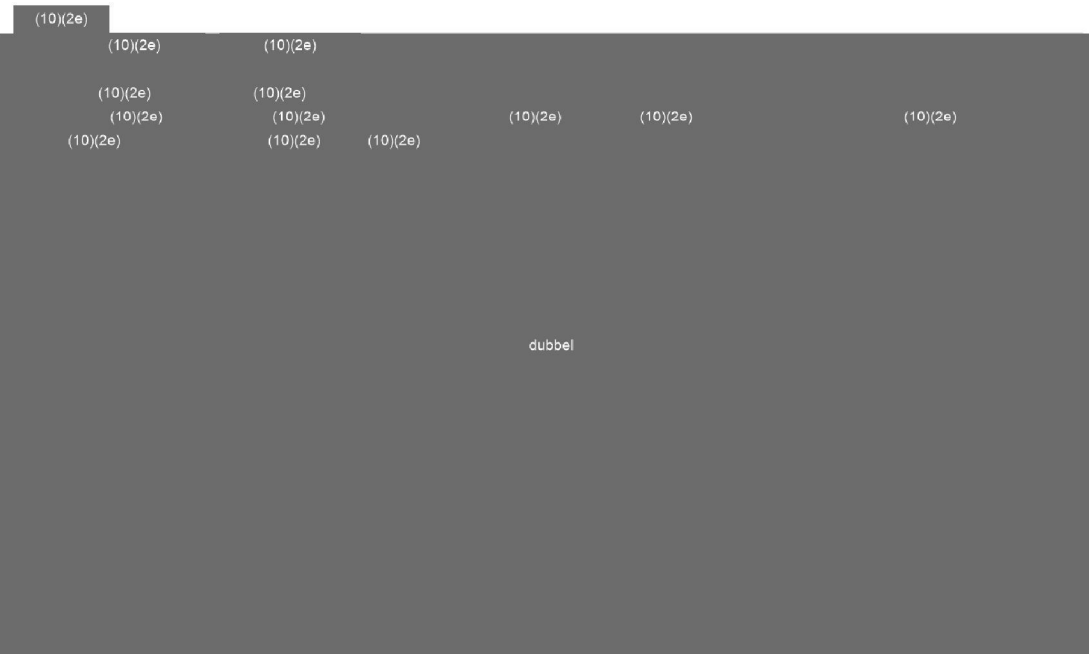 (10)(2e)
(10)(2e) (10)(2e)
(10)(2e) (10)(2e)
(10)(2e) (10)(2e) (10)(2e) (10)(2e) (10)(2e)
(10)(2e) (10)(2e) (10)(2e)
dubbel